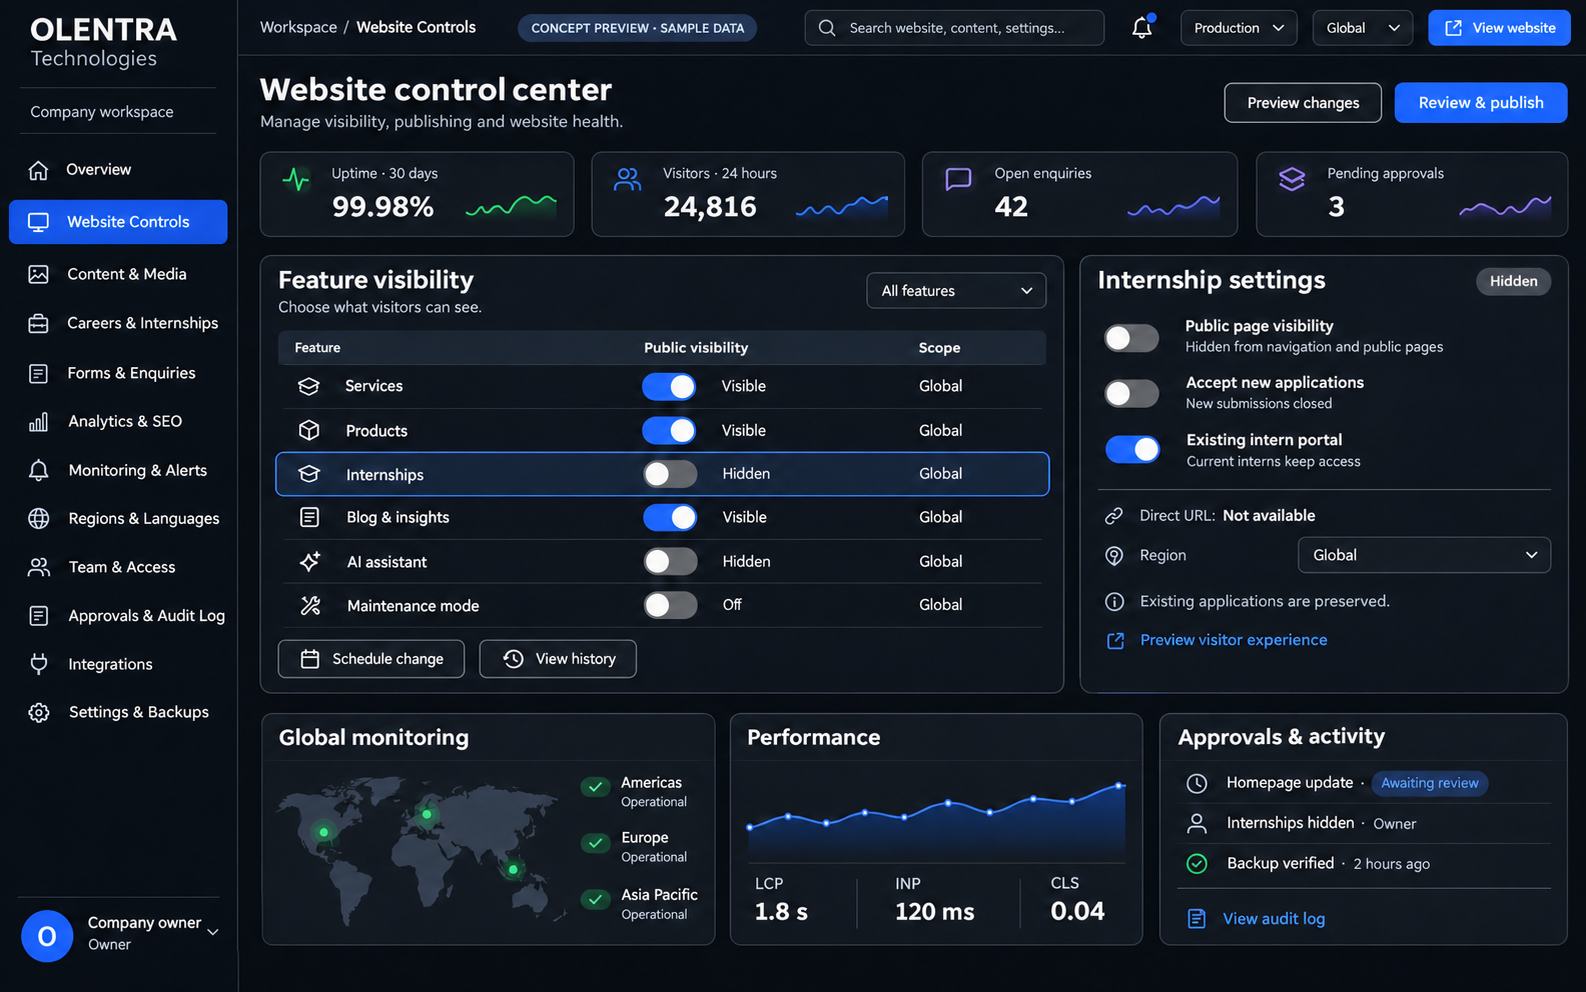 OLENTRA
Technologies
Company workspace
Overview
Website Controls
Content & Media
Careers & Internships
Forms & Enquiries
Analytics & SEO
Monitoring & Alerts
Regions & Languages
Team & Access
Approvals & Audit Log
Integrations
Settings & Backups
O
Company owner
Owner
Workspace / Website Controls
CONCEPT PREVIEW · SAMPLE DATA
Search website, content, settings...
Production
Global
View website
Website control center
Manage visibility, publishing and website health.
Preview changes
Review & publish
Uptime · 30 days
99.98%
Visitors · 24 hours
24,816
Open enquiries
42
Pending approvals
3
Feature visibility
Choose what visitors can see.
All features
Feature Public visibility Scope
Services Visible Global
Products Visible Global
Internships Hidden Global
Blog & insights Visible Global
AI assistant Hidden Global
Maintenance mode Off Global
Schedule change
View history
Internship settings
Hidden
Public page visibility
Hidden from navigation and public pages
Accept new applications
New submissions closed
Existing intern portal
Current interns keep access
Direct URL: Not available
Region Global
Existing applications are preserved.
Preview visitor experience
Global monitoring
Americas
Operational
Europe
Operational
Asia Pacific
Operational
Performance
LCP
1.8 s
INP
120 ms
CLS
0.04
Approvals & activity
Homepage update · Awaiting review
Internships hidden · Owner
Backup verified · 2 hours ago
View audit log